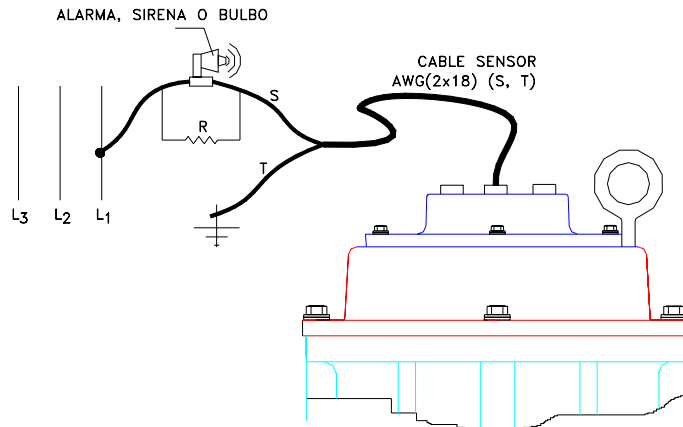 ALARMA, SIRENA O BULBO
CABLE SENSOR
AWG(2x18) (S, T)
S
R
T
L3
L2
L1